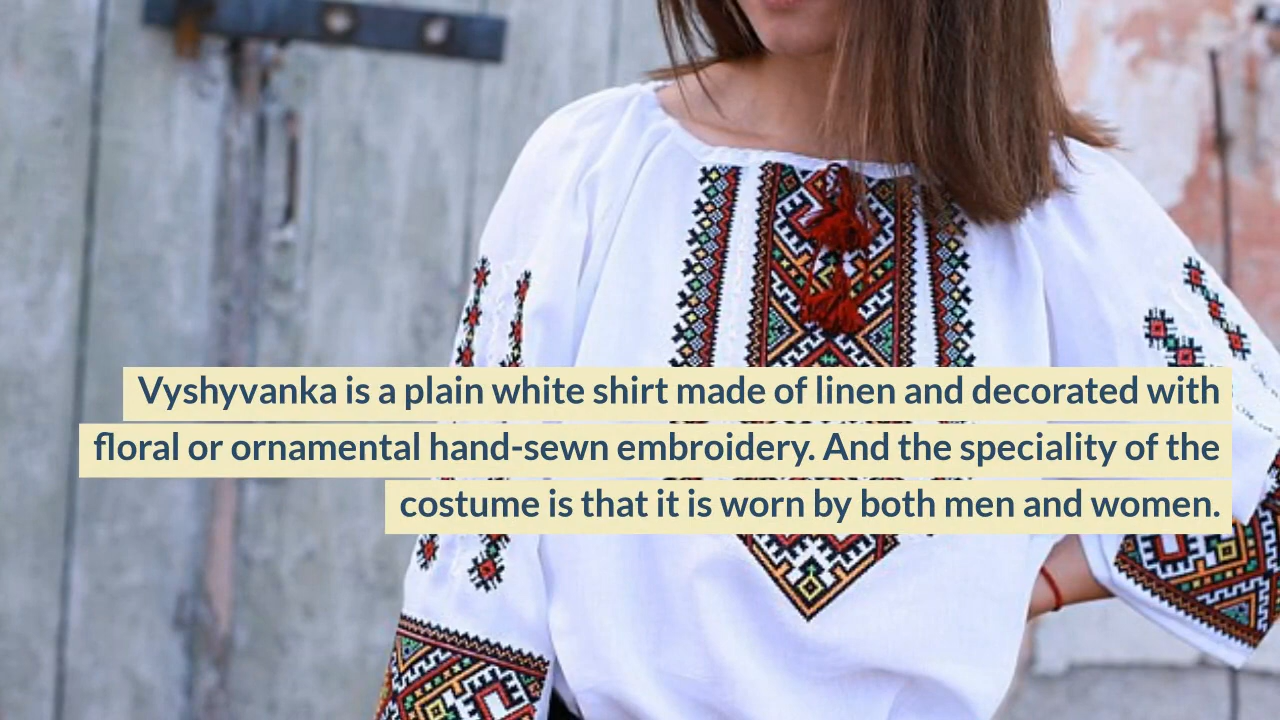 Vyshyvanka is a plain white shirt made of linen and decorated with
floral or ornamental hand-sewn embroidery. And the speciality of the
costume is that it is worn by both men and women.